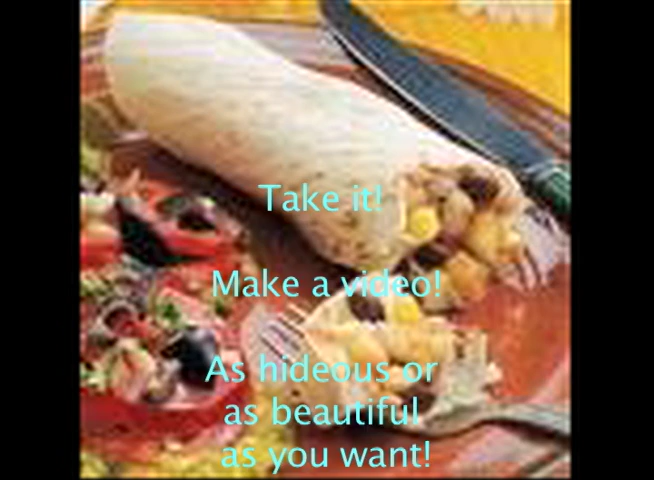 Take it!
Make a video!
As hideous or
as beautiful
as you want!